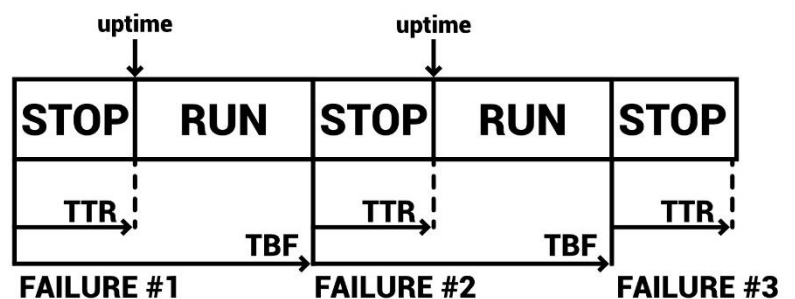 uptime uptime
STOP RUN STOP RUN STOP
TTR TTR TTR
TBF TBF
FAILURE #1 FAILURE #2 FAILURE #3